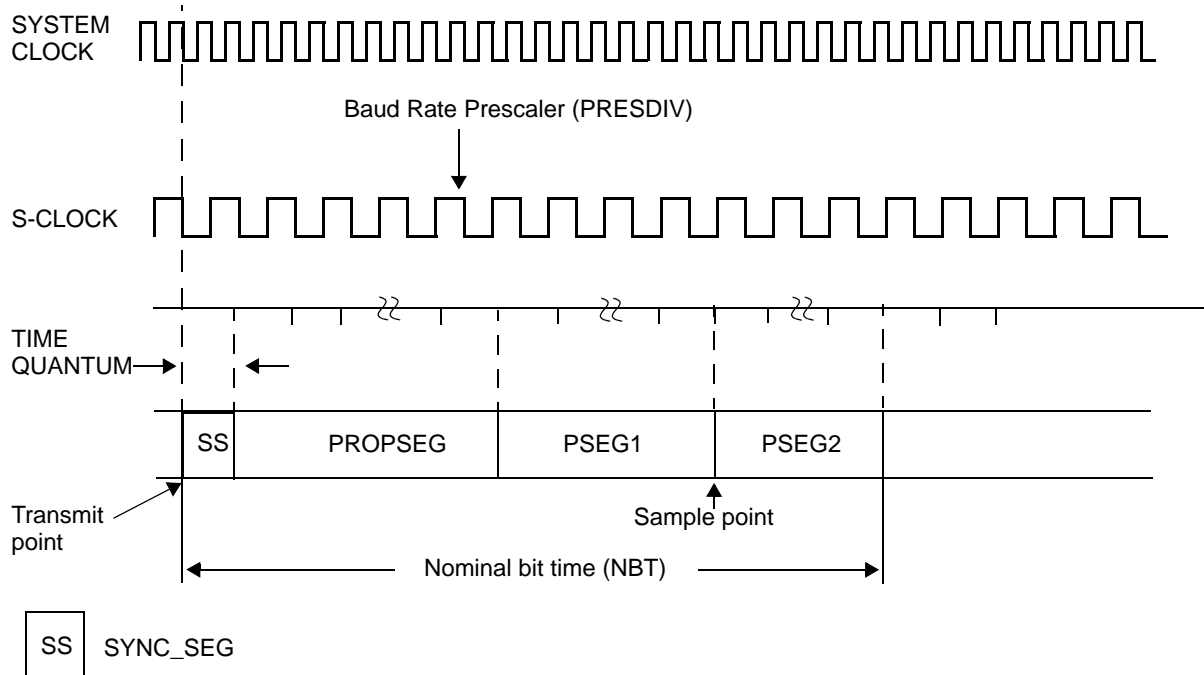 SYSTEM
CLOCK
Baud Rate Prescaler (PRESDIV)
S-CLOCK
TIME
QUANTUM
SS
PROPSEG
PSEG1
PSEG2
Transmit
point
Sample point
Nominal bit time (NBT)
SS
SYNC_SEG